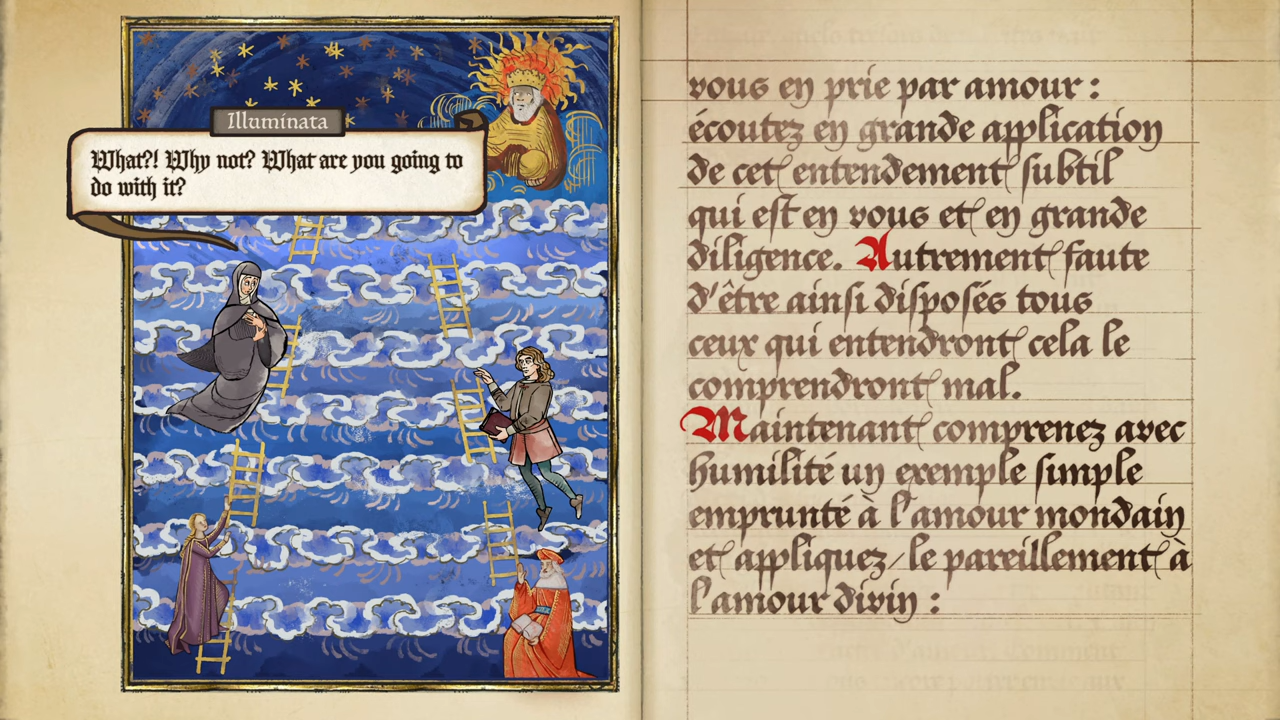 Illuminata
What?! Why not? What are you going to
do with it?
vous en prie par amour :
écoutez en grande application
de cet entendement subtil
qui est en vous et en grande
diligence. Autrement faute
d'être ainsi disposés tous
ceux qui entendront cela le
comprendront mal.
Maintenant comprenez avec
humilité un exemple simple
emprunté à l'amour mondain
et appliquez-le pareillement à
l'amour divin :